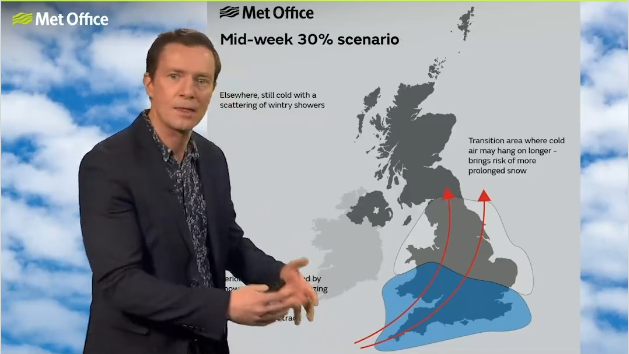 Met Office
Met Office
Mid-week 30% scenario
Elsewhere, still cold with a
scattering of wintry showers
Transition area where cold
air may hang on longer -
brings risk of more
prolonged snow
by